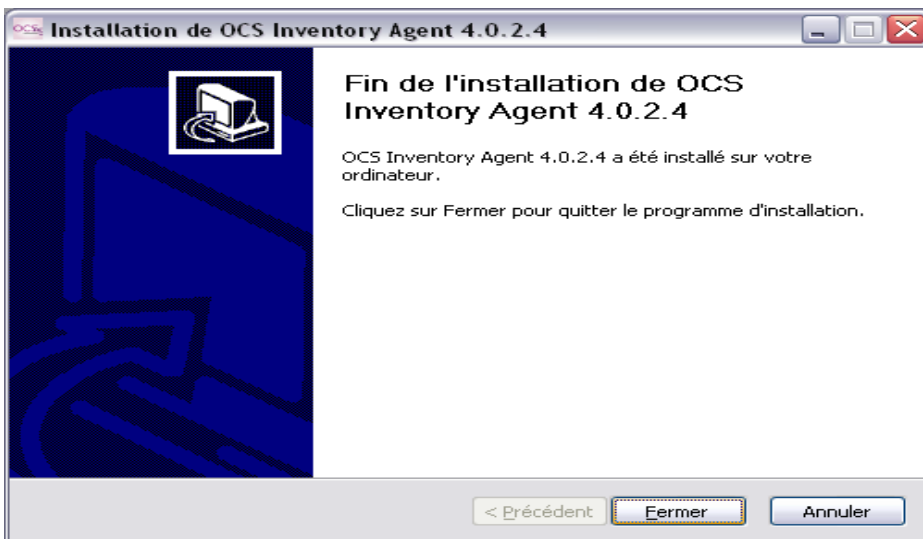 Installation de OCS Inventory Agent 4.0.2.4
Fin de l'installation de OCS
Inventory Agent 4.0.2.4
OCS Inventory Agent 4.0.2.4 a été installé sur votre
ordinateur.
Cliquez sur Fermer pour quitter le programme d'installation.
< Précédent
Fermer
Annuler